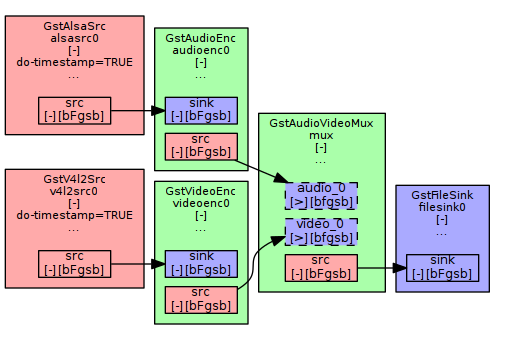 GstAlsaSrc
alsasrc0
[-]
do-timestamp=TRUE
...
src
[-][bFgsb]
GstAudioEnc
audioenc0
[-]
...
sink
[-][bFgsb]
src
[-][bFgsb]
GstV4l2Src
v4l2src0
[-]
do-timestamp=TRUE
...
src
[-][bFgsb]
GstVideoEnc
videoenc0
[-]
...
sink
[-][bFgsb]
src
[-][bFgsb]
GstAudioVideoMux
mux
[-]
...
audio_0
[>][bfgsb]
video_0
[>][bfgsb]
src
[-][bFgsb]
GstFileSink
filesink0
[-]
...
sink
[-][bFgsb]